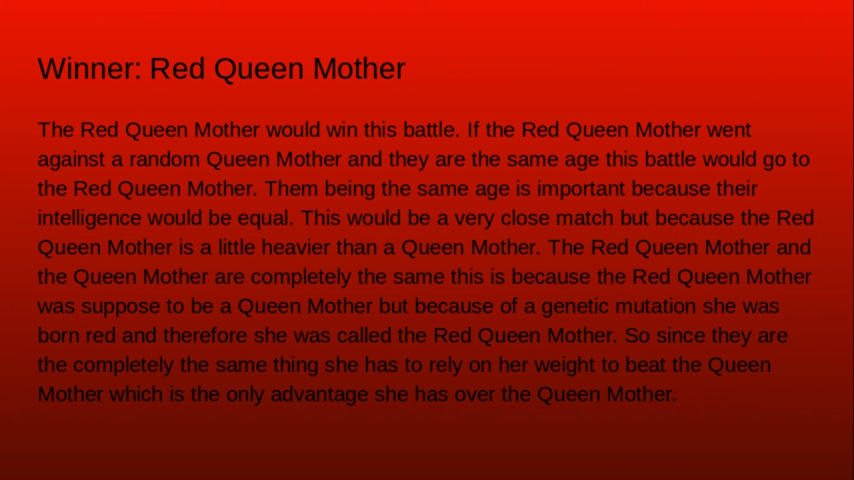 Winner: Red Queen Mother
The Red Queen Mother would win this battle. If the Red Queen Mother went
against a random Queen Mother and they are the same age this battle would go to
the Red Queen Mother. Them being the same age is important because their
intelligence would be equal. This would be a very close match but because the Red
Queen Mother is a little heavier than a Queen Mother. The Red Queen Mother and
the Queen Mother are completely the same this is because the Red Queen Mother
was suppose to be a Queen Mother but because of a genetic mutation she was
born red and therefore she was called the Red Queen Mother. So since they are
the completely the same thing she has to rely on her weight to beat the Queen
Mother which is the only advantage she has over the Queen Mother.